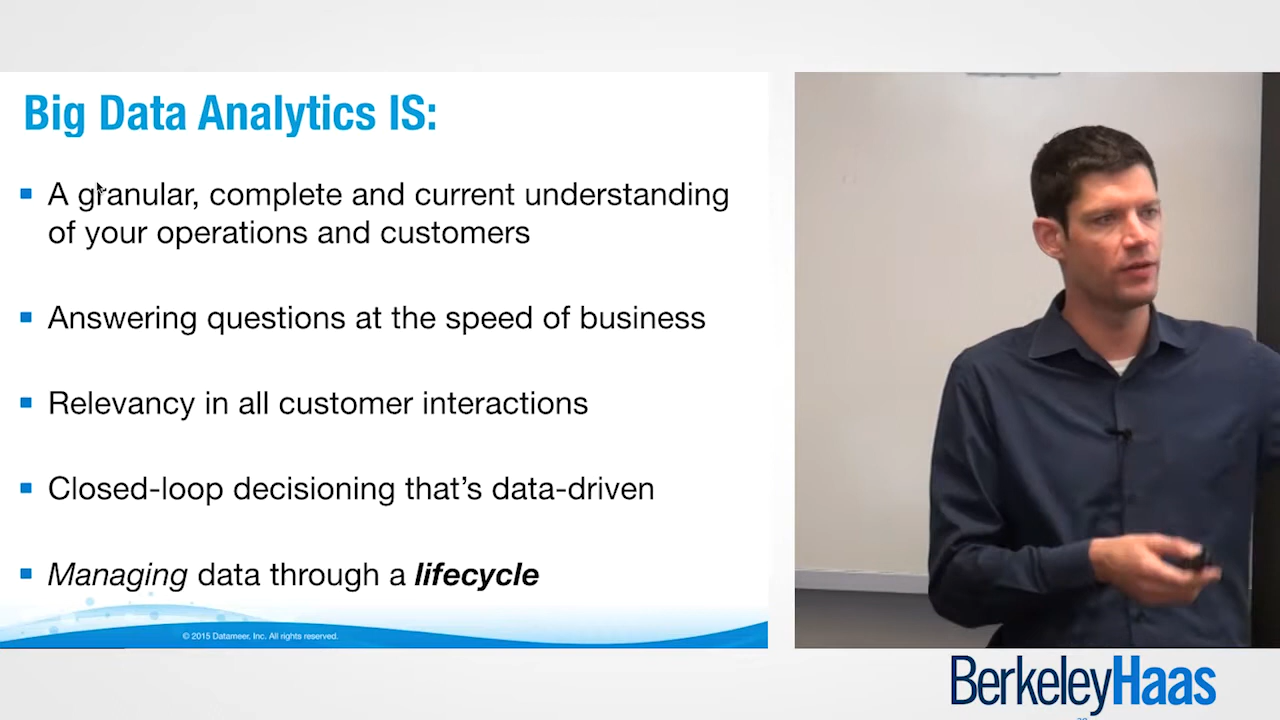 Big Data Analytics IS:
A granular, complete and current understanding
of your operations and customers
Answering questions at the speed of business
Relevancy in all customer interactions
Closed-loop decisioning that's data-driven
Managing data through a lifecycle
© 2015 Datameer, Inc. All rights reserved.
BerkeleyHaas